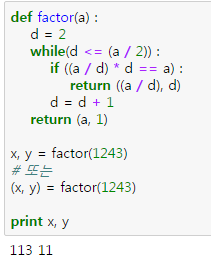 def factor(a) :
    d = 2
    while(d <= (a / 2)) :
        if ((a / d) * d == a) :
            return ((a / d), d)
        d = d + 1
    return (a, 1)

x, y = factor(1243)
# 또는
(x, y) = factor(1243)

print x, y
113 11